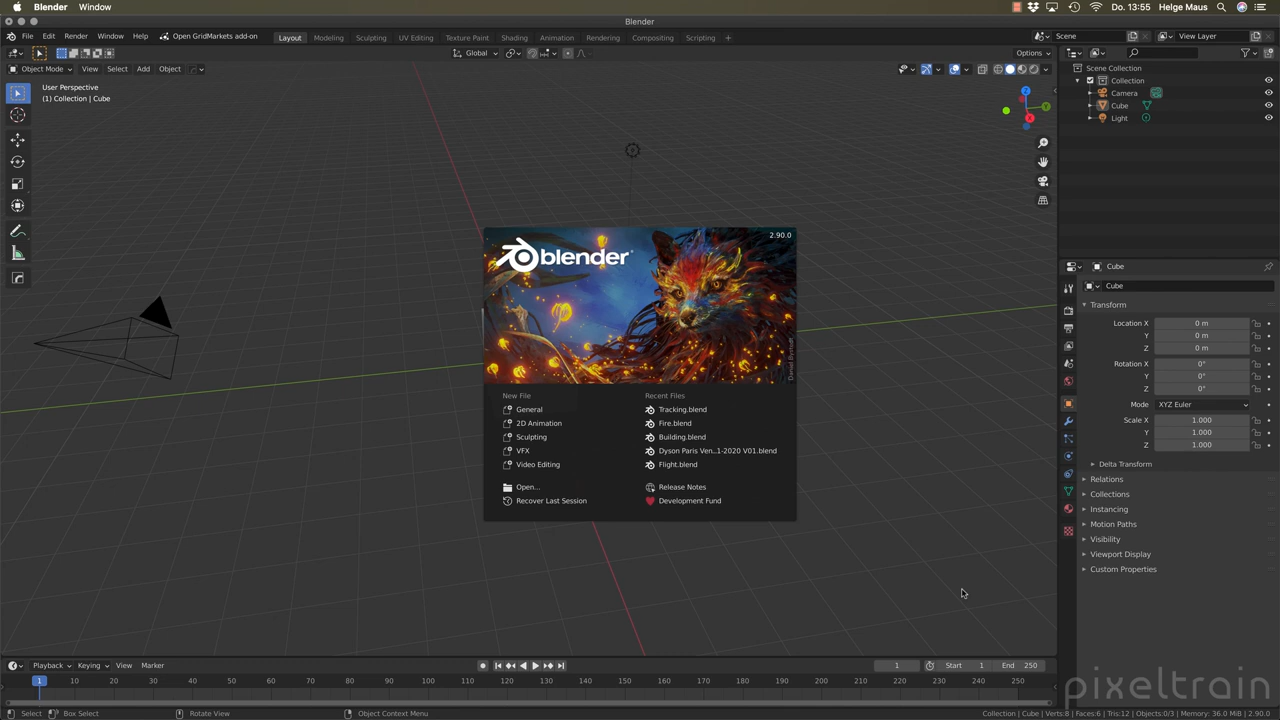 Blender Window
Do. 13:55 Helge Maus
Blender
File Edit Render Window Help Open GridMarkets add-on
Layout Modeling Sculpting UV Editing Texture Paint Shading Animation Rendering Compositing Scripting +
Scene View Layer
Global Options
Object Mode View Select Add Object
User Perspective
(1) Collection | Cube
Z
Y
X
Scene Collection
Collection
Camera
Cube
Light
2.90.0
blender
Daniel Bystedt
New File
General
2D Animation
Sculpting
VFX
Video Editing
Open...
Recover Last Session
Recent Files
Tracking.blend
Fire.blend
Building.blend
Dyson Paris Ven...1-2020 V01.blend
Flight.blend
Release Notes
Development Fund
Cube
Cube
Transform
Location X 0 m
Y 0 m
Z 0 m
Rotation X 0°
Y 0°
Z 0°
Mode XYZ Euler
Scale X 1.000
Y 1.000
Z 1.000
Delta Transform
Relations
Collections
Instancing
Motion Paths
Visibility
Viewport Display
Custom Properties
Playback Keying View Marker
1 Start 1 End 250
1 10 20 30 40 50 60 70 80 90 100 110 120 130 140 150 160 170 180 190 200 210 220 230 240 250
pixeltrain
Select Box Select Rotate View Object Context Menu
Collection | Cube | Verts:8 | Faces:6 | Tris:12 | Objects:0/3 | Memory: 36.0 MiB | 2.90.0